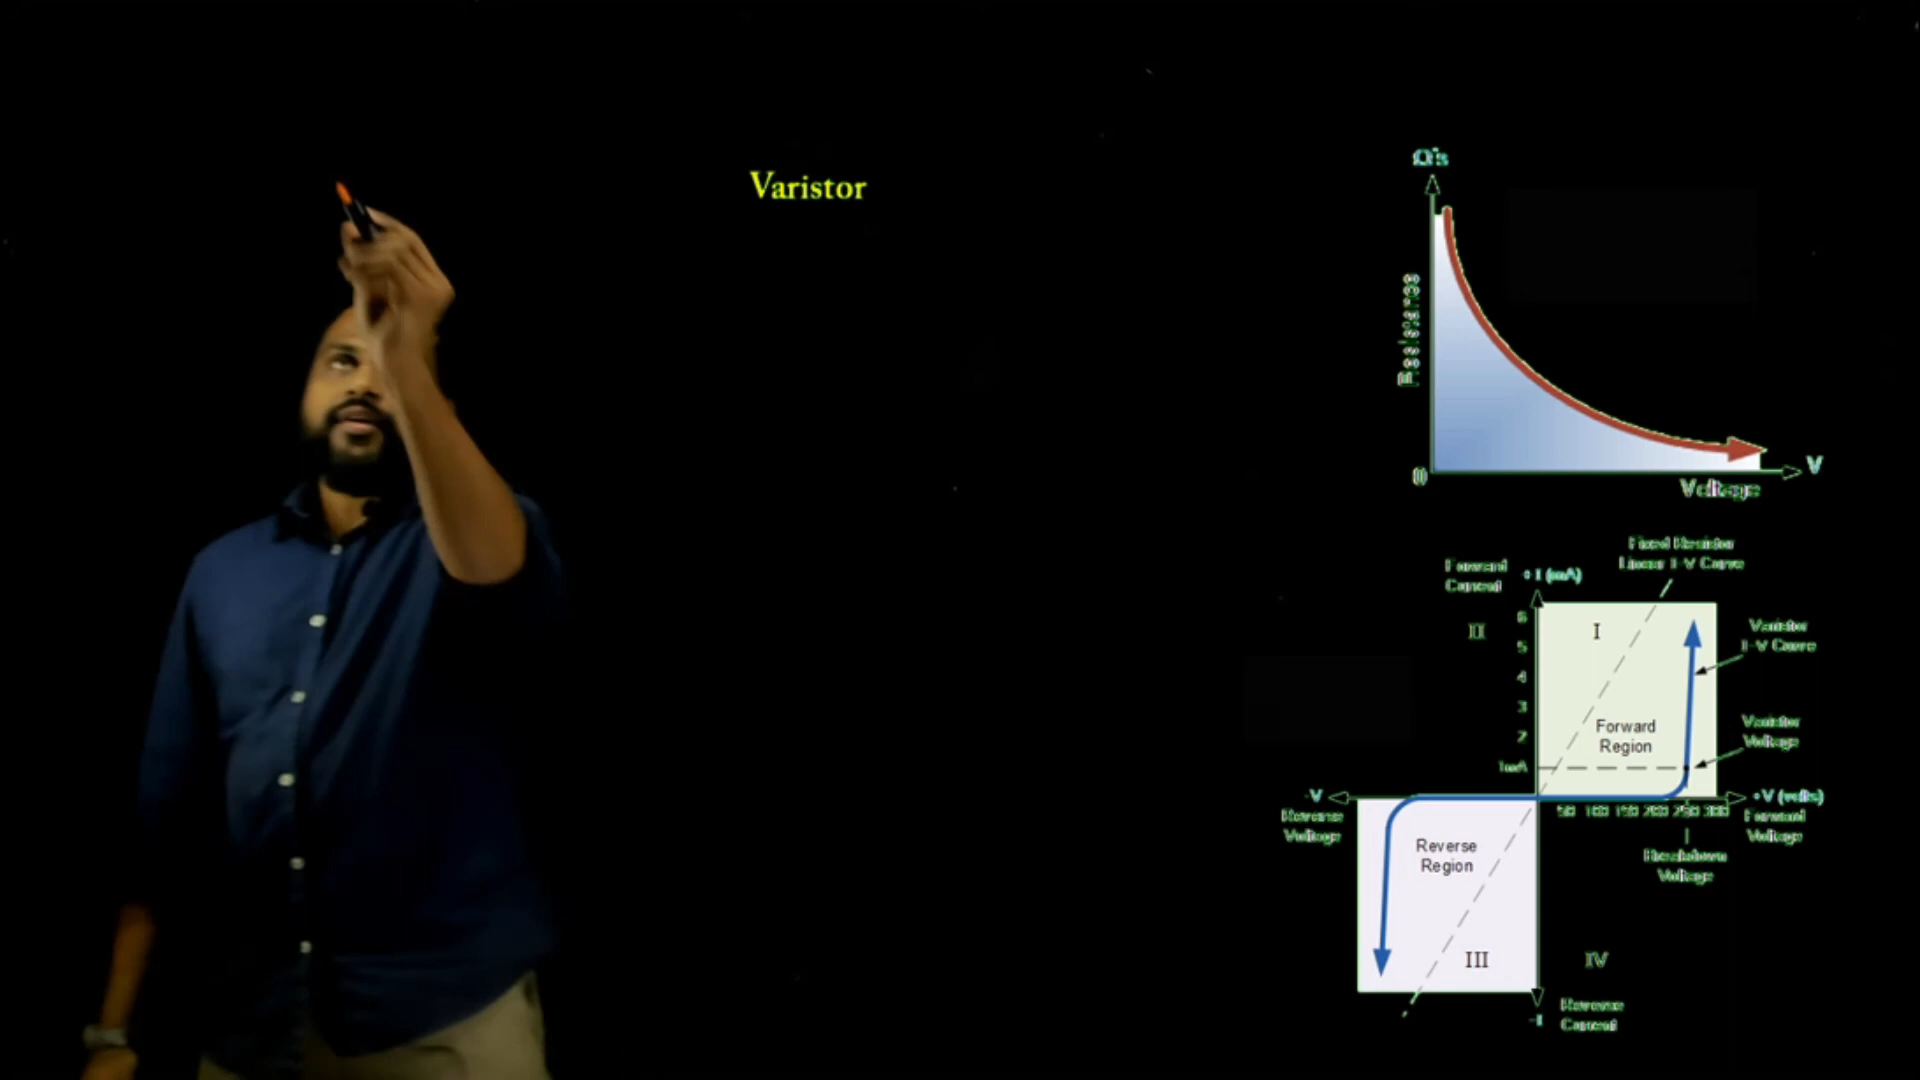 Varistor
Ω's
Resistance
0
V
Voltage
Fixed Resistor
Linear I-V Curve
Forward
Current
+I (mA)
II
I
6
5
4
3
2
1mA
Varistor
I-V Curve
Forward
Region
Varistor
Voltage
-V
Reverse
Voltage
50 100 150 200 250 300
+V (volts)
Forward
Voltage
Reverse
Region
Breakdown
Voltage
III
IV
-I
Reverse
Current